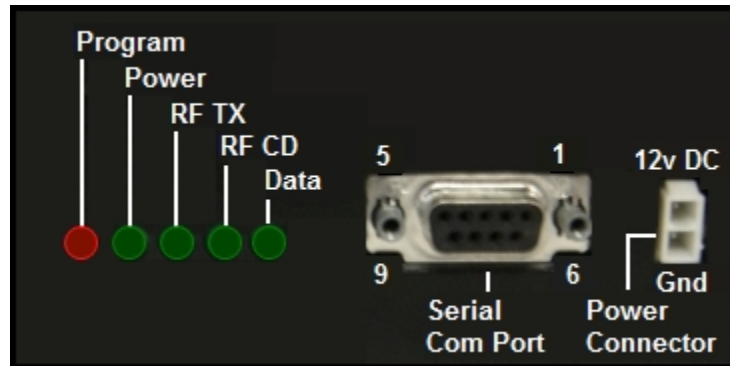 Program
Power
RF TX
RF CD
Data
5
1
12v DC
9
6
Gnd
Serial
Com Port
Power
Connector